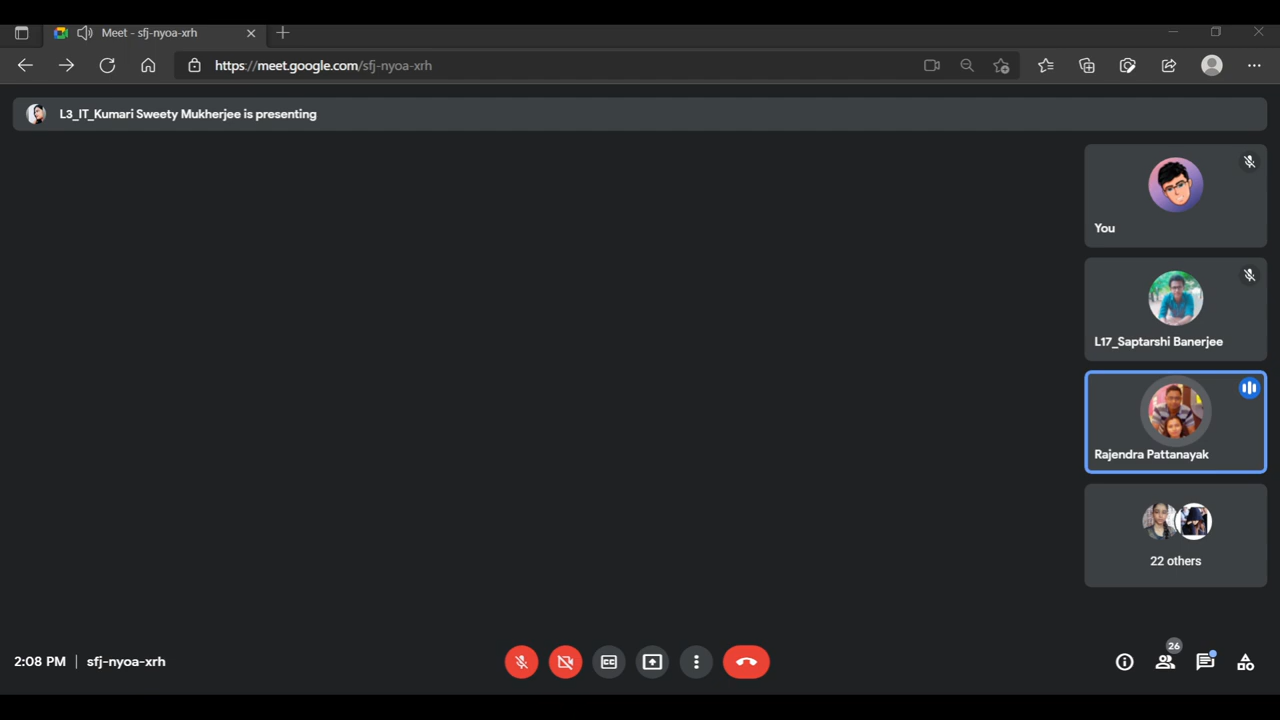 Meet - sfj-nyoa-xrh
https://meet.google.com/sfj-nyoa-xrh
L3_IT_Kumari Sweety Mukherjee is presenting
You
L17_Saptarshi Banerjee
Rajendra Pattanayak
22 others
2:08 PM | sfj-nyoa-xrh
CC
26